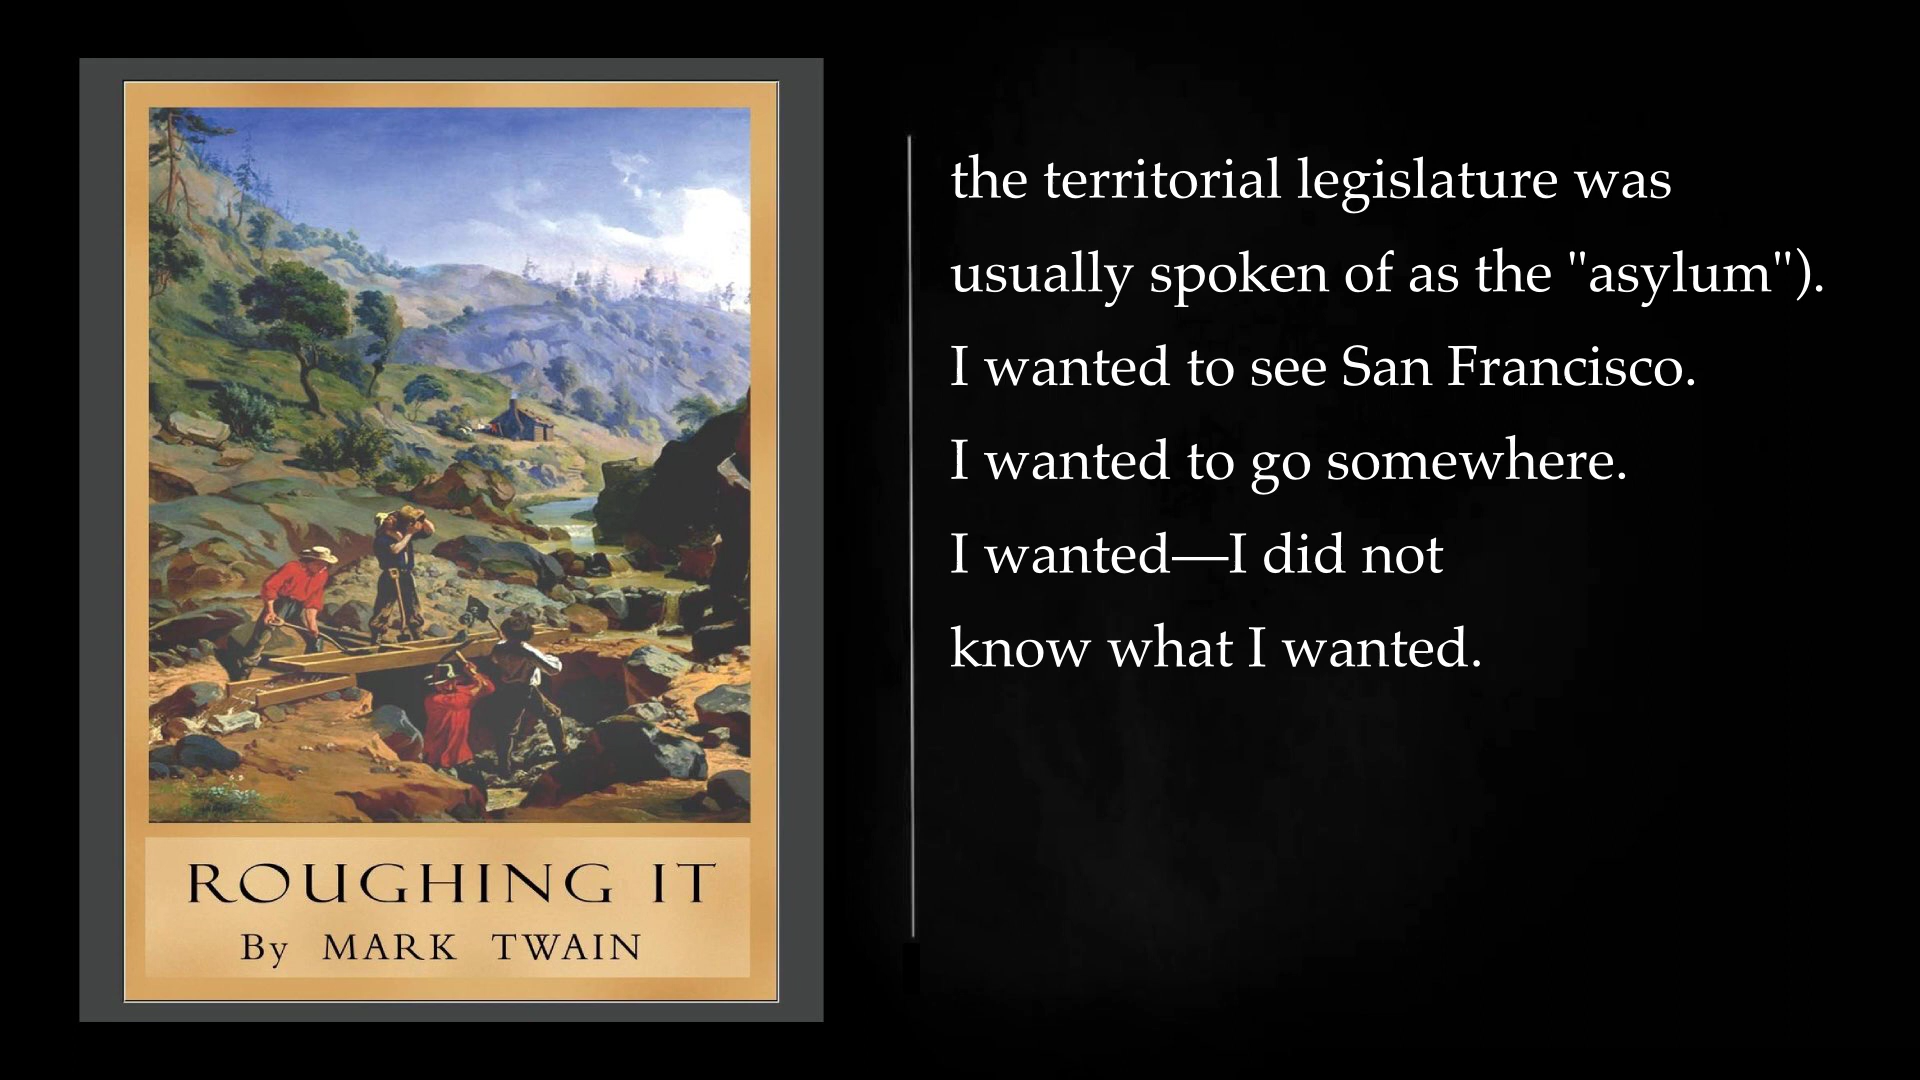 ROUGHING IT
By MARK TWAIN
the territorial legislature was
usually spoken of as the "asylum").
I wanted to see San Francisco.
I wanted to go somewhere.
I wanted—I did not
know what I wanted.